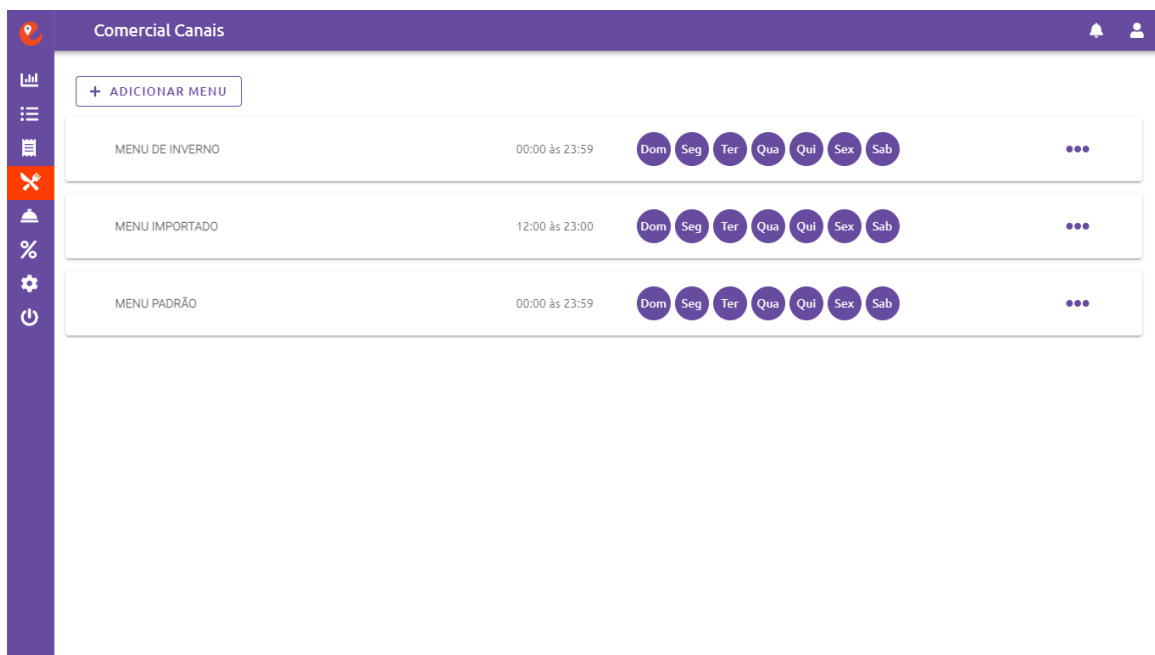 Comercial Canais
+ ADICIONAR MENU
MENU DE INVERNO 00:00 às 23:59 Dom Seg Ter Qua Qui Sex Sab
MENU IMPORTADO 12:00 às 23:00 Dom Seg Ter Qua Qui Sex Sab
MENU PADRÃO 00:00 às 23:59 Dom Seg Ter Qua Qui Sex Sab